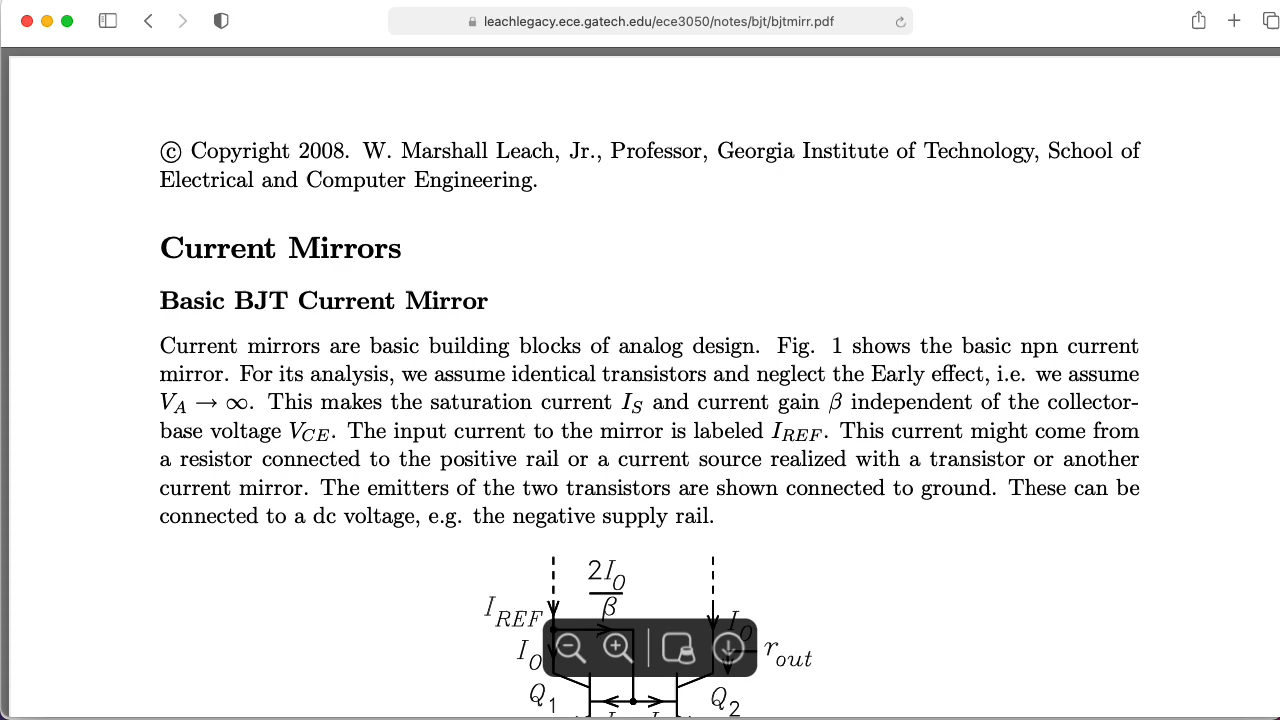 leachlegacy.ece.gatech.edu/ece3050/notes/bjt/bjtmirr.pdf
© Copyright 2008. W. Marshall Leach, Jr., Professor, Georgia Institute of Technology, School of
Electrical and Computer Engineering.
Current Mirrors
Basic BJT Current Mirror
Current mirrors are basic building blocks of analog design. Fig. 1 shows the basic npn current
mirror. For its analysis, we assume identical transistors and neglect the Early effect, i.e. we assume
V_A → ∞. This makes the saturation current I_S and current gain β independent of the collector-
base voltage V_CE. The input current to the mirror is labeled I_REF. This current might come from
a resistor connected to the positive rail or a current source realized with a transistor or another
current mirror. The emitters of the two transistors are shown connected to ground. These can be
connected to a dc voltage, e.g. the negative supply rail.
2I_O
β
I_REF
I_O
I_O
r_out
Q_1
Q_2